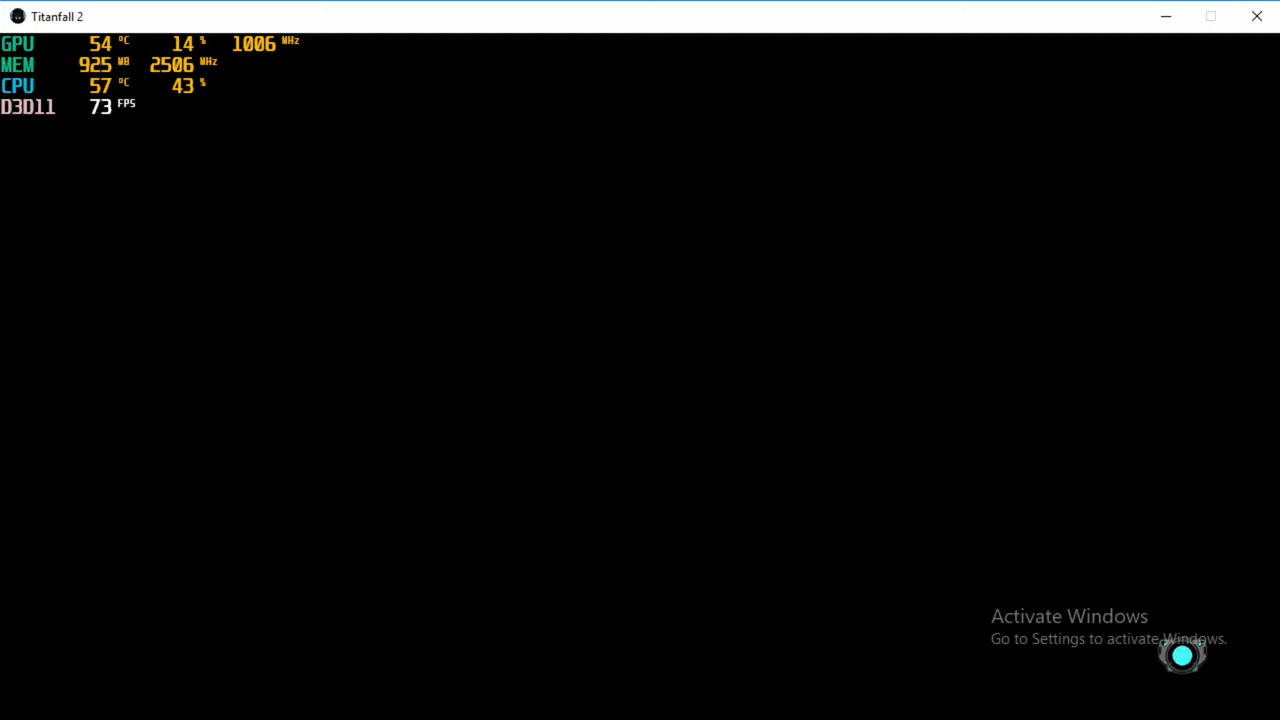 Titanfall 2
GPU 54 °C 14 % 1006 MHz
MEM 925 MB 2506 MHz
CPU 57 °C 43 %
D3D11 73 FPS
Activate Windows
Go to Settings to activate Windows.